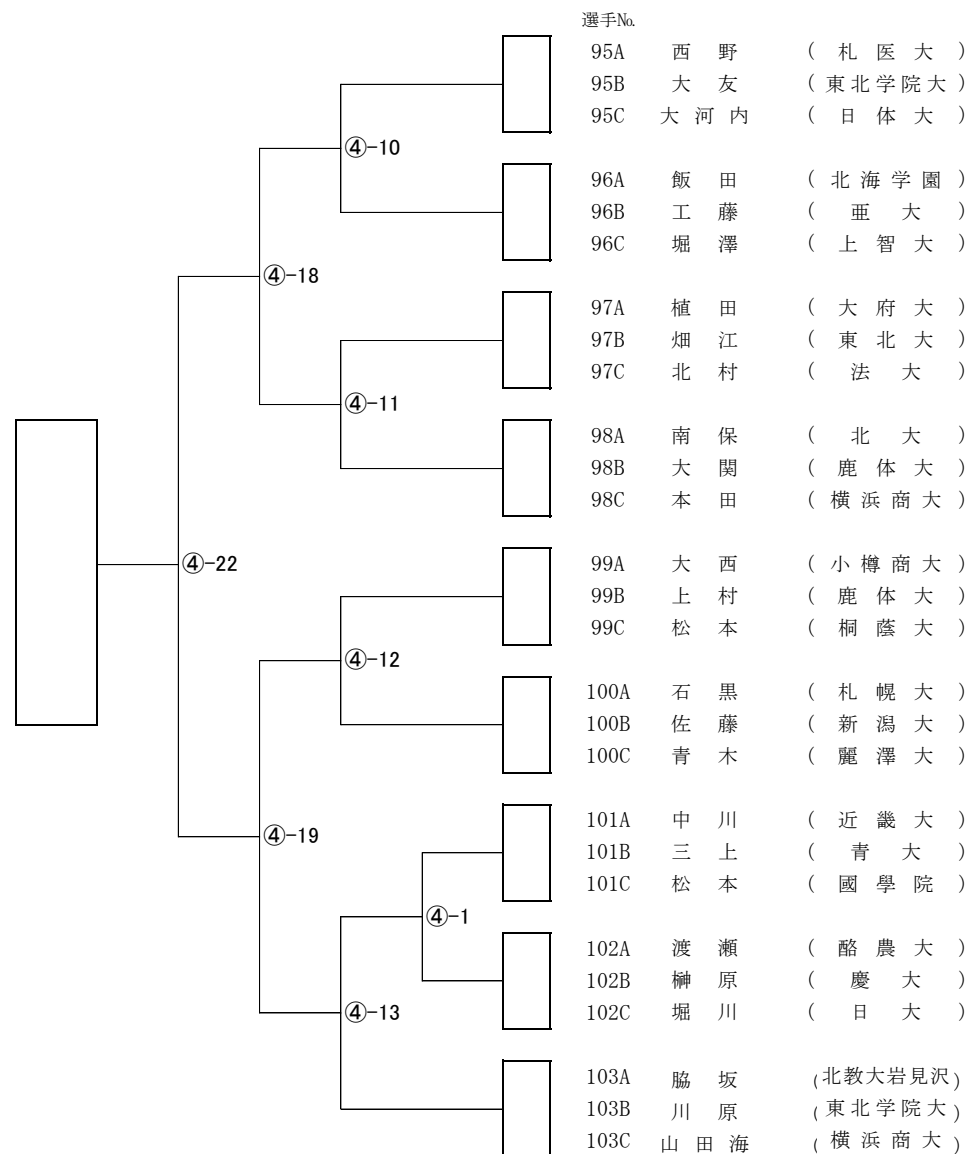 選手№
95A 西野 (札医大)
95B 大友 (東北学院大)
95C 大河内 (日体大)
④-10
96A 飯田 (北海学園)
96B 工藤 (亜大)
96C 堀澤 (上智大)
④-18
97A 植田 (大府大)
97B 畑江 (東北大)
97C 北村 (法大)
④-11
98A 南保 (北大)
98B 大関 (鹿体大)
98C 本田 (横浜商大)
④-22
99A 大西 (小樽商大)
99B 上村 (鹿体大)
99C 松本 (桐蔭大)
④-12
100A 石黒 (札幌大)
100B 佐藤 (新潟大)
100C 青木 (麗澤大)
④-19
101A 中川 (近畿大)
101B 三上 (青大)
101C 松本 (國學院)
④-1
102A 渡瀬 (酪農大)
102B 榊原 (慶大)
102C 堀川 (日大)
④-13
103A 脇坂 (北教大岩見沢)
103B 川原 (東北学院大)
103C 山田海 (横浜商大)